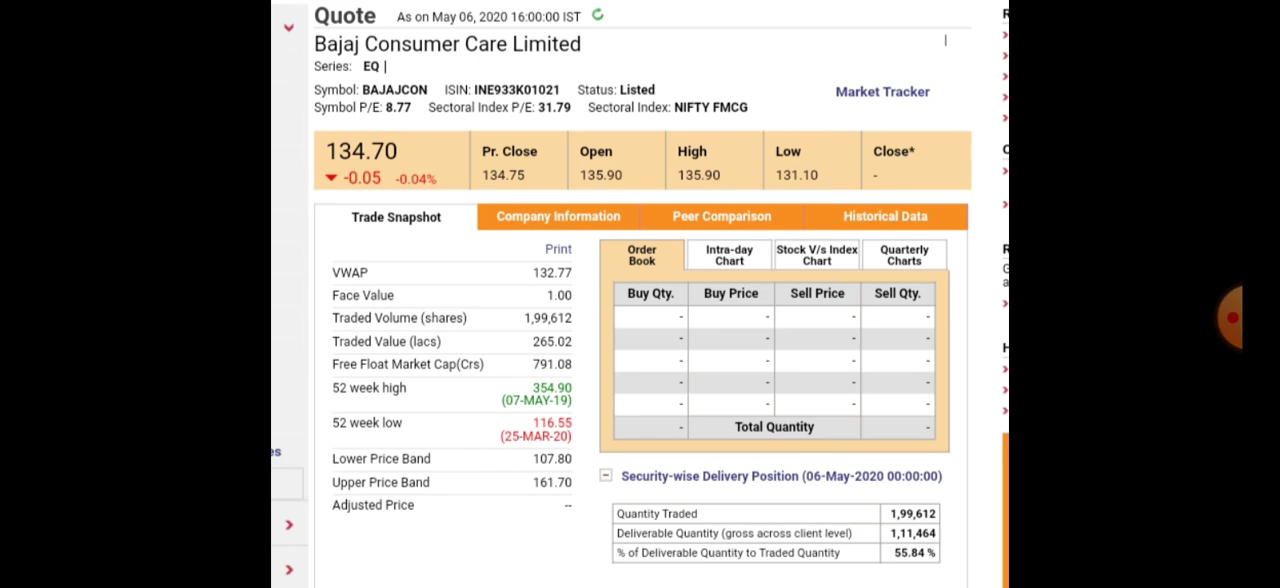 Quote As on May 06, 2020 16:00:00 IST
Bajaj Consumer Care Limited
Series: EQ |
Symbol: BAJAJCON ISIN: INE933K01021 Status: Listed
Market Tracker
Symbol P/E: 8.77 Sectoral Index P/E: 31.79 Sectoral Index: NIFTY FMCG
134.70 Pr. Close Open High Low Close*
-0.05 -0.04% 134.75 135.90 135.90 131.10 -
Trade Snapshot Company Information Peer Comparison Historical Data
Print
VWAP 132.77
Face Value 1.00
Traded Volume (shares) 1,99,612
Traded Value (lacs) 265.02
Free Float Market Cap(Crs) 791.08
52 week high 354.90
(07-MAY-19)
52 week low 116.55
(25-MAR-20)
Lower Price Band 107.80
Upper Price Band 161.70
Adjusted Price --
Order Book Intra-day Chart Stock V/s Index Chart Quarterly Charts
Buy Qty. Buy Price Sell Price Sell Qty.
- - - -
- - - -
- - - -
- - - -
- - - -
- Total Quantity -
Security-wise Delivery Position (06-May-2020 00:00:00)
Quantity Traded 1,99,612
Deliverable Quantity (gross across client level) 1,11,464
% of Deliverable Quantity to Traded Quantity 55.84 %
es